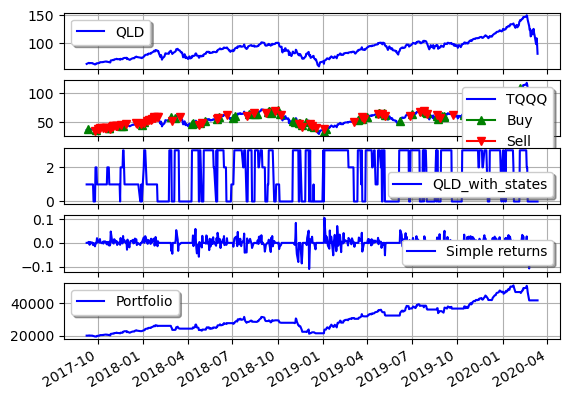 150
QLD
100
100
TQQQ
Buy
50
Sell
2
QLD_with_states
0
0.1
0.0
Simple returns
−0.1
Portfolio
40000
20000
2017-10 2018-01 2018-04 2018-07 2018-10 2019-01 2019-04 2019-07 2019-10 2020-01 2020-04